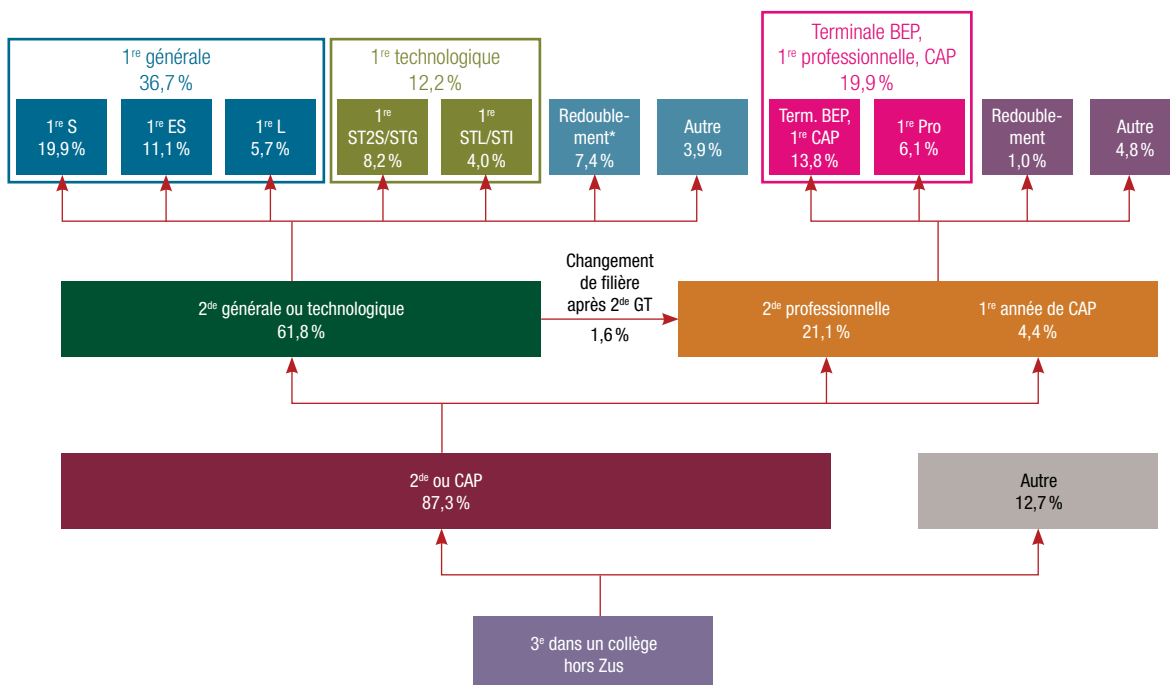 1re générale
36,7 %
1re S
19,9 %
1re ES
11,1 %
1re L
5,7 %
1re technologique
12,2 %
1re
ST2S/STG
8,2 %
1re
STL/STI
4,0 %
Redouble-
ment*
7,4 %
Autre
3,9 %
Terminale BEP,
1re professionnelle, CAP
19,9 %
Term. BEP,
1re CAP
13,8 %
1re Pro
6,1 %
Redouble-
ment
1,0 %
Autre
4,8 %
2de générale ou technologique
61,8 %
Changement
de filière
après 2de GT
1,6 %
2de professionnelle
21,1 %
1re année de CAP
4,4 %
2de ou CAP
87,3 %
Autre
12,7 %
3e dans un collège
hors Zus